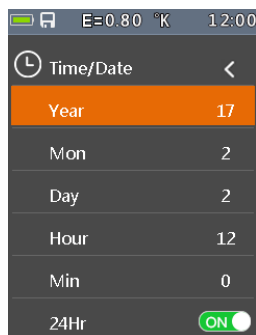 E=0.80 °K 12:00
Time/Date <
Year 17
Mon 2
Day 2
Hour 12
Min 0
24Hr ON